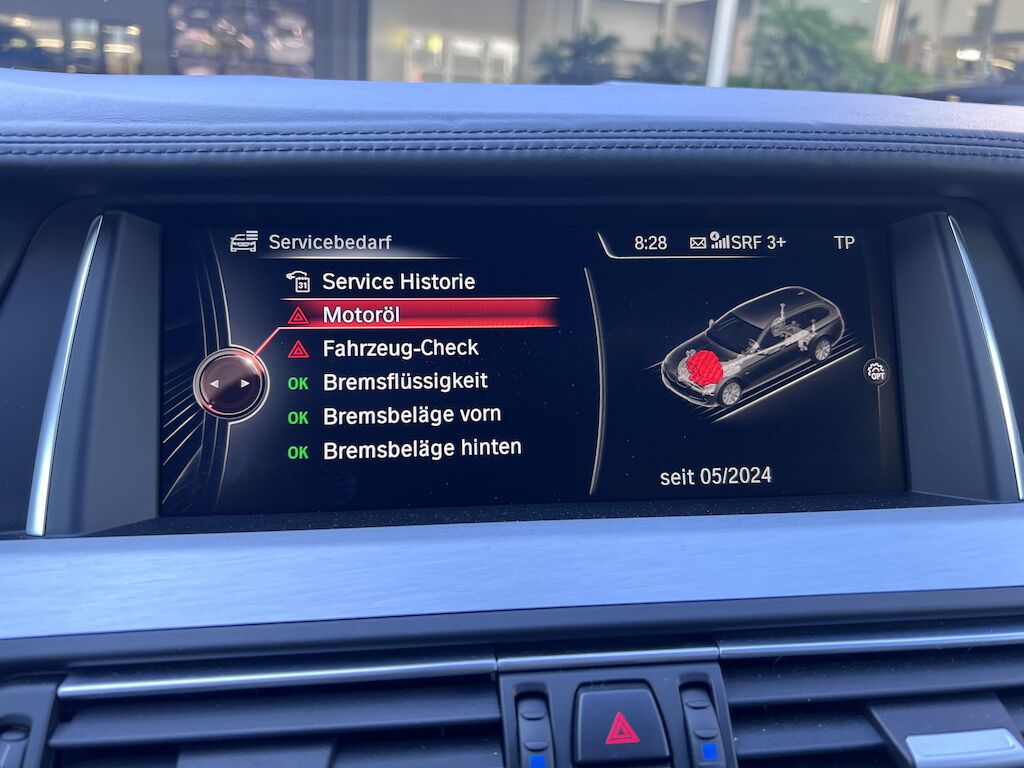 Servicebedarf
8:28 SRF 3+ TP
31 Service Historie
Motoröl
Fahrzeug-Check
OK Bremsflüssigkeit
OK Bremsbeläge vorn
OK Bremsbeläge hinten
OPT
seit 05/2024